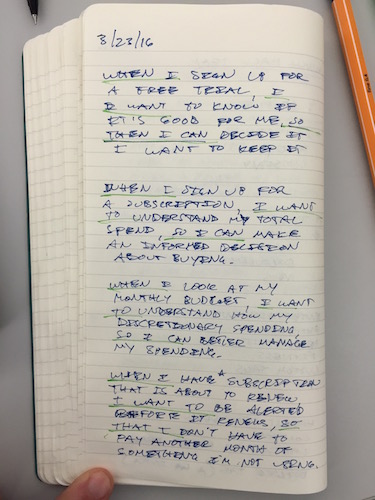 3/23/16
WHEN I SIGN UP FOR
A FREE TRIAL, I
I WANT TO KNOW IF
IT'S GOOD FOR ME, SO
THEN I CAN DECIDE IF
I WANT TO KEEP IT
WHEN I SIGN UP FOR
A SUBSCRIPTION, I WANT
TO UNDERSTAND MY TOTAL
SPEND, SO I CAN MAKE
AN INFORMED DECISION
ABOUT BUYING.
WHEN I LOOK AT MY
MONTHLY BUDGET, I WANT
TO UNDERSTAND HOW MY
DISCRETIONARY SPENDING,
SO I CAN BETTER MANAGE
MY SPENDING.
WHEN I HAVE A SUBSCRIPTION
THAT IS ABOUT TO RENEW,
I WANT TO BE ALERTED
BEFORE IT RENEWS, SO
THAT I DON'T HAVE TO
PAY ANOTHER MONTH OF
SOMETHING I'M NOT USING.